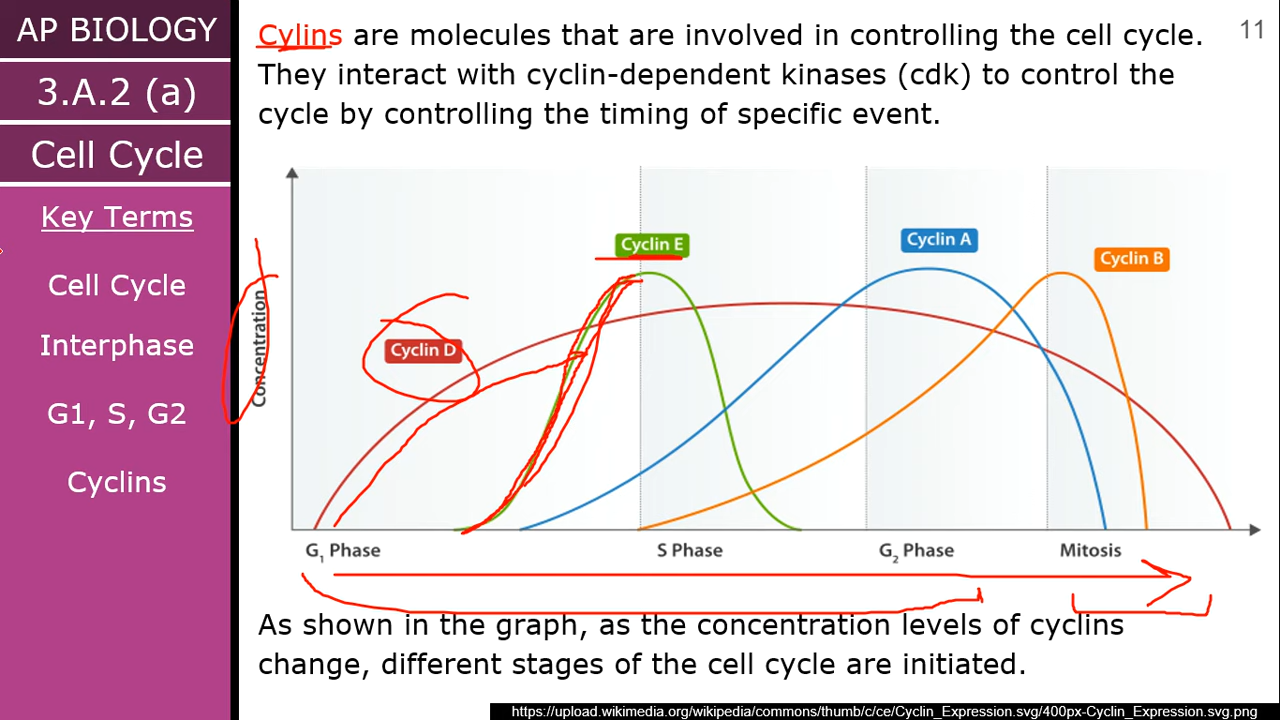 AP BIOLOGY
3.A.2 (a)
Cell Cycle
Key Terms
Cell Cycle
Interphase
G1, S, G2
Cyclins
11
Cylins are molecules that are involved in controlling the cell cycle.
They interact with cyclin-dependent kinases (cdk) to control the
cycle by controlling the timing of specific event.
Concentration
Cyclin D
Cyclin E
Cyclin A
Cyclin B
G₁ Phase
S Phase
G₂ Phase
Mitosis
As shown in the graph, as the concentration levels of cyclins
change, different stages of the cell cycle are initiated.
https://upload.wikimedia.org/wikipedia/commons/thumb/c/ce/Cyclin_Expression.svg/400px-Cyclin_Expression.svg.png